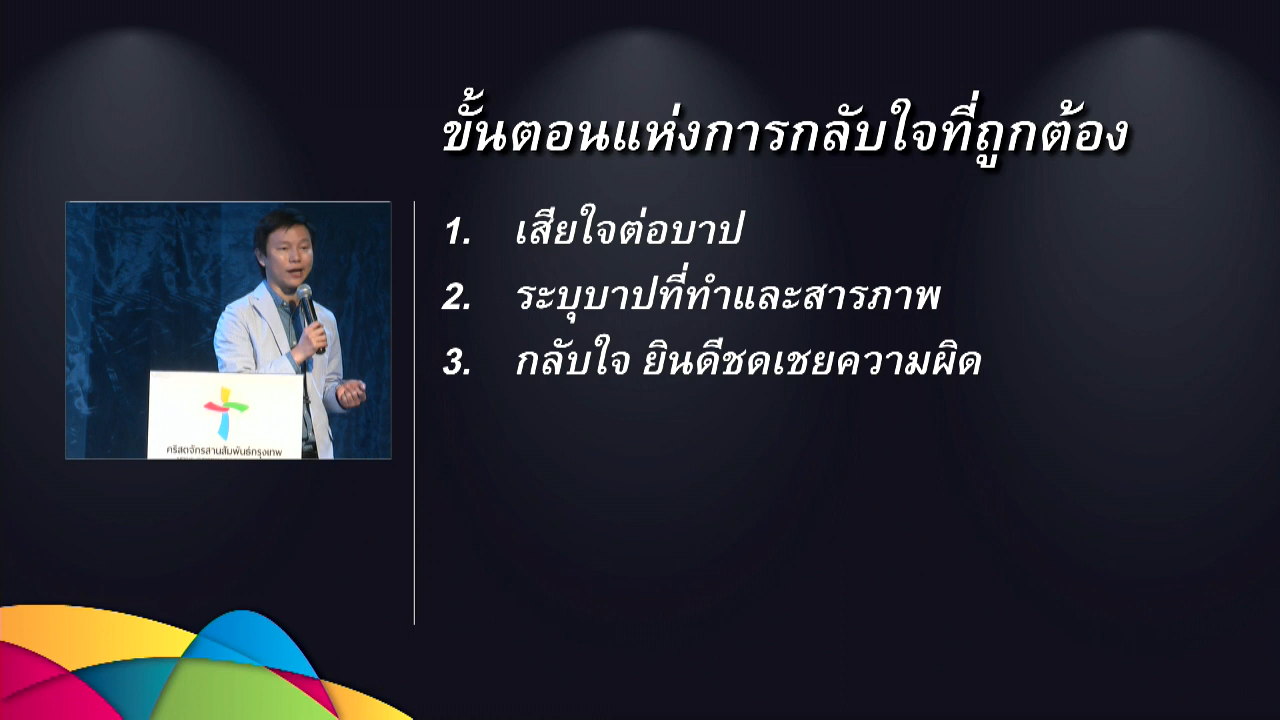 ขั้นตอนแห่งการกลับใจที่ถูกต้อง
1. เสียใจต่อบาป
2. ระบุบาปที่ทำและสารภาพ
3. กลับใจ ยินดีชดเชยความผิด
คริสตจักรสานสัมพันธ์กรุงเทพ